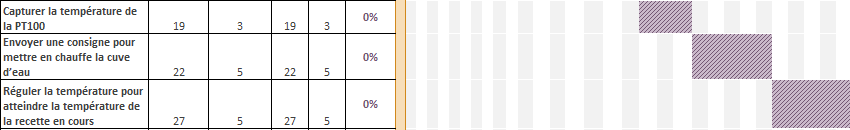 Capturer la température de
la PT100 19 3 19 3 0%
Envoyer une consigne pour
mettre en chauffe la cuve
d'eau 22 5 22 5 0%
Réguler la température pour
atteindre la température de
la recette en cours 27 5 27 5 0%